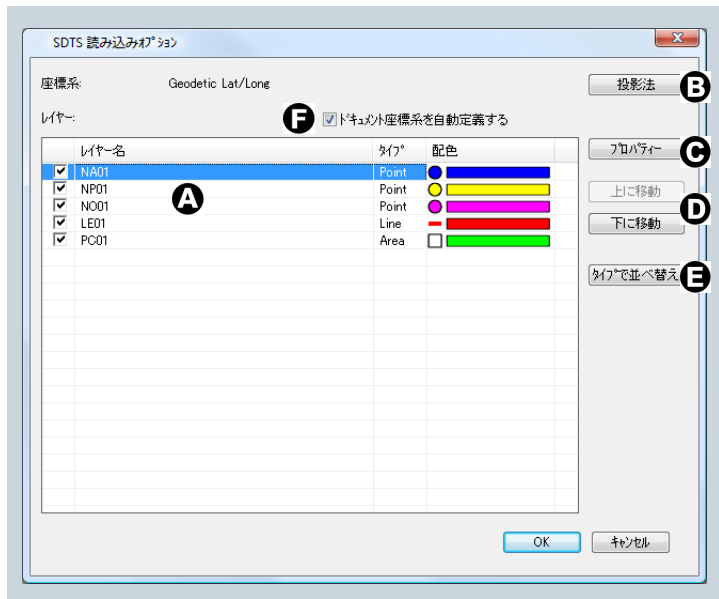 SDTS 読み込みｵﾌﾟｼｮﾝ
座標系: Geodetic Lat/Long
投影法 B
ﾚｲﾔｰ:
F ﾄﾞｷｭﾒﾝﾄ座標系を自動定義する
ﾚｲﾔｰ名 ﾀｲﾌﾟ 配色
ﾌﾟﾛﾊﾟﾃｨｰ C
NA01 Point
NP01 Point
A
NO01 Point
LE01 Line
PC01 Area
上に移動
D
下に移動
ﾀｲﾌﾟで並べ替え E
OK ｷｬﾝｾﾙ